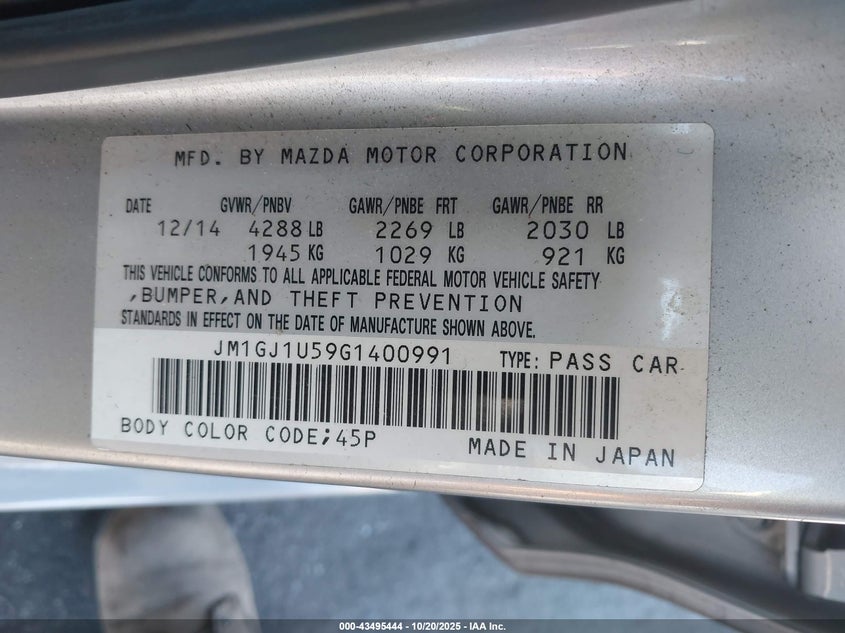 MFD. BY MAZDA MOTOR CORPORATION
DATE GVWR/PNBV GAWR/PNBE FRT GAWR/PNBE RR
12/14 4288 LB 2269 LB 2030 LB
1945 KG 1029 KG 921 KG
THIS VEHICLE CONFORMS TO ALL APPLICABLE FEDERAL MOTOR VEHICLE SAFETY
,BUMPER,AND THEFT PREVENTION
STANDARDS IN EFFECT ON THE DATE OF MANUFACTURE SHOWN ABOVE.
JM1GJ1U59G1400991 TYPE: PASS CAR
BODY COLOR CODE;45P
MADE IN JAPAN
000-43495444 | 10/20/2025 - IAA Inc.